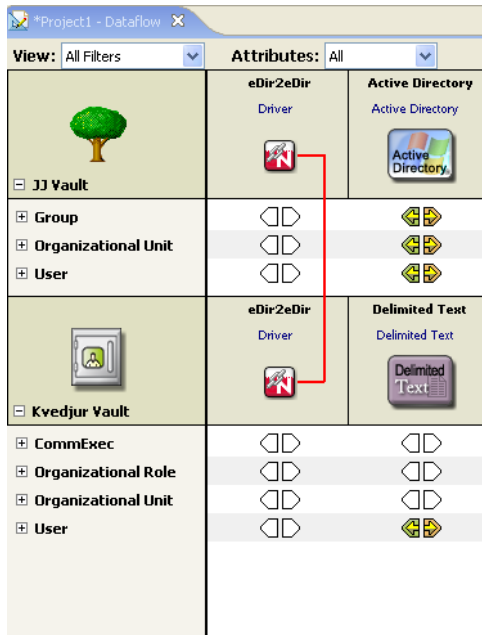 *Project1 - Dataflow
View: All Filters Attributes: All
eDir2eDir Active Directory
Driver Active Directory
Active Directory
JJ Vault
Group
Organizational Unit
User
eDir2eDir Delimited Text
Driver Delimited Text
Delimited Text
Kvedjur Vault
CommExec
Organizational Role
Organizational Unit
User